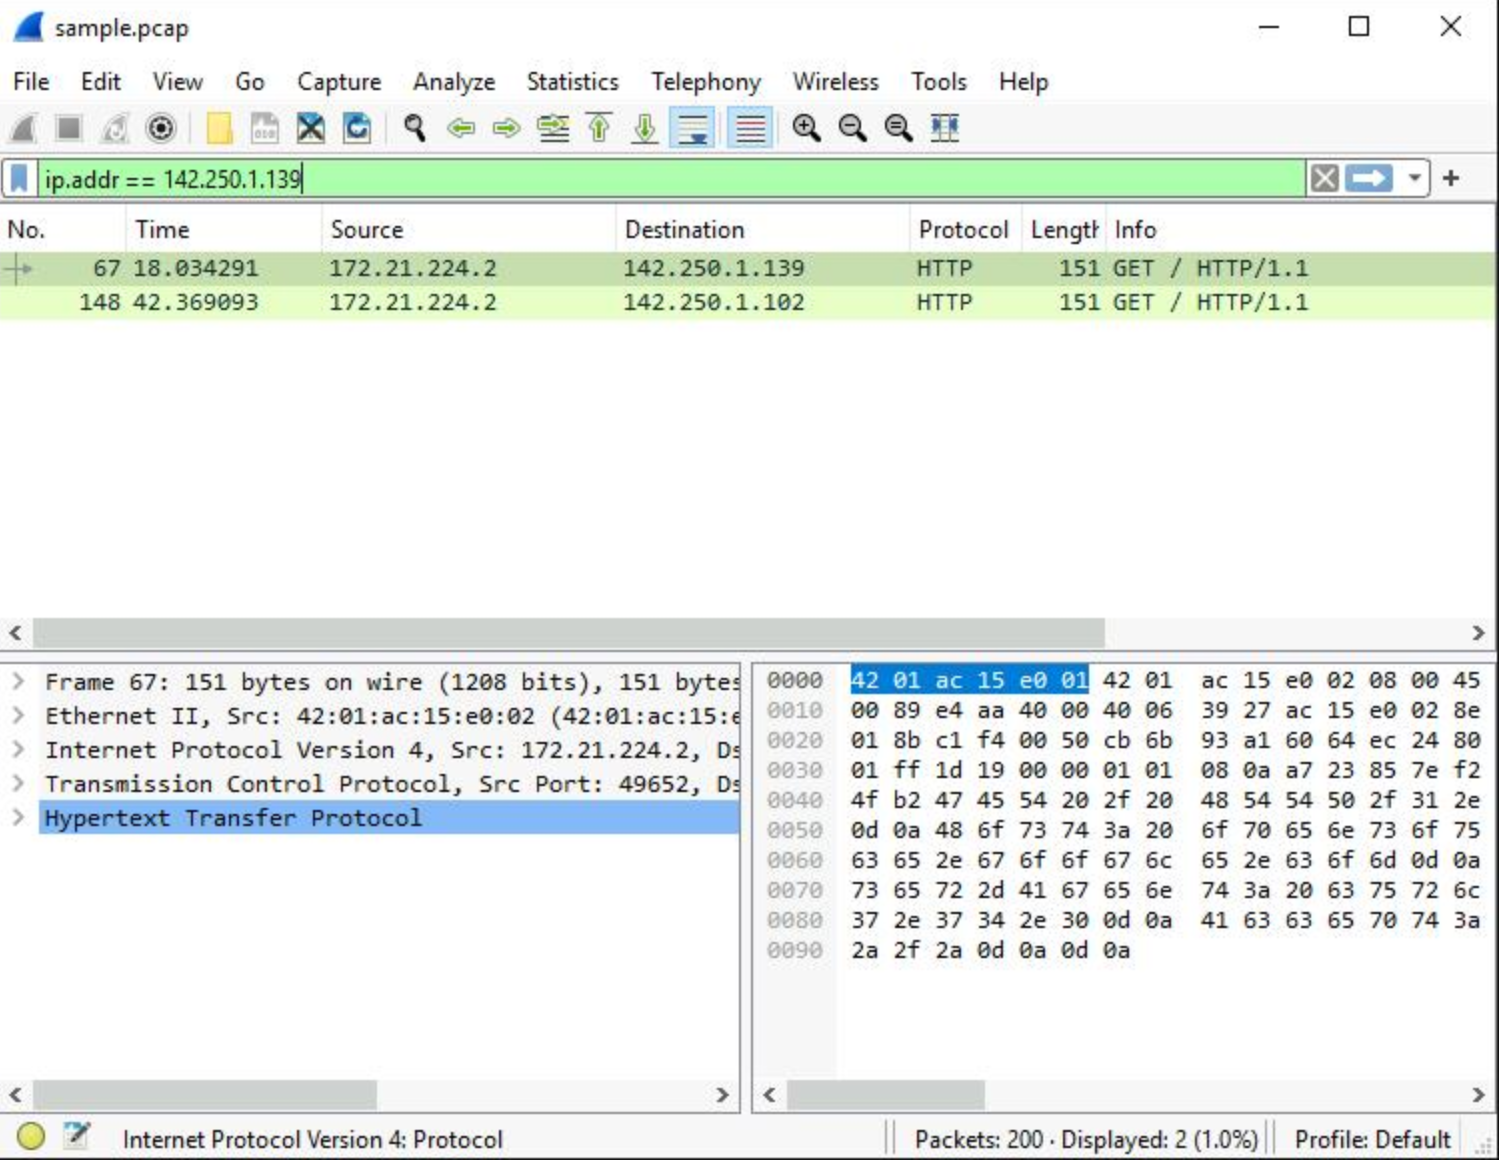 sample.pcap
File Edit View Go Capture Analyze Statistics Telephony Wireless Tools Help
ip.addr == 142.250.1.139
No. Time Source Destination Protocol Length Info
67 18.034291 172.21.224.2 142.250.1.139 HTTP 151 GET / HTTP/1.1
148 42.369093 172.21.224.2 142.250.1.102 HTTP 151 GET / HTTP/1.1
Frame 67: 151 bytes on wire (1208 bits), 151 bytes
Ethernet II, Src: 42:01:ac:15:e0:02 (42:01:ac:15:e
Internet Protocol Version 4, Src: 172.21.224.2, Ds
Transmission Control Protocol, Src Port: 49652, Ds
Hypertext Transfer Protocol
0000 42 01 ac 15 e0 01 42 01 ac 15 e0 02 08 00 45
0010 00 89 e4 aa 40 00 40 06 39 27 ac 15 e0 02 8e
0020 01 8b c1 f4 00 50 cb 6b 93 a1 60 64 ec 24 80
0030 01 ff 1d 19 00 00 01 01 08 0a a7 23 85 7e f2
0040 4f b2 47 45 54 20 2f 20 48 54 54 50 2f 31 2e
0050 0d 0a 48 6f 73 74 3a 20 6f 70 65 6e 73 6f 75
0060 63 65 2e 67 6f 6f 67 6c 65 2e 63 6f 6d 0d 0a
0070 73 65 72 2d 41 67 65 6e 74 3a 20 63 75 72 6c
0080 37 2e 37 34 2e 30 0d 0a 41 63 63 65 70 74 3a
0090 2a 2f 2a 0d 0a 0d 0a
Internet Protocol Version 4: Protocol
Packets: 200 · Displayed: 2 (1.0%)
Profile: Default